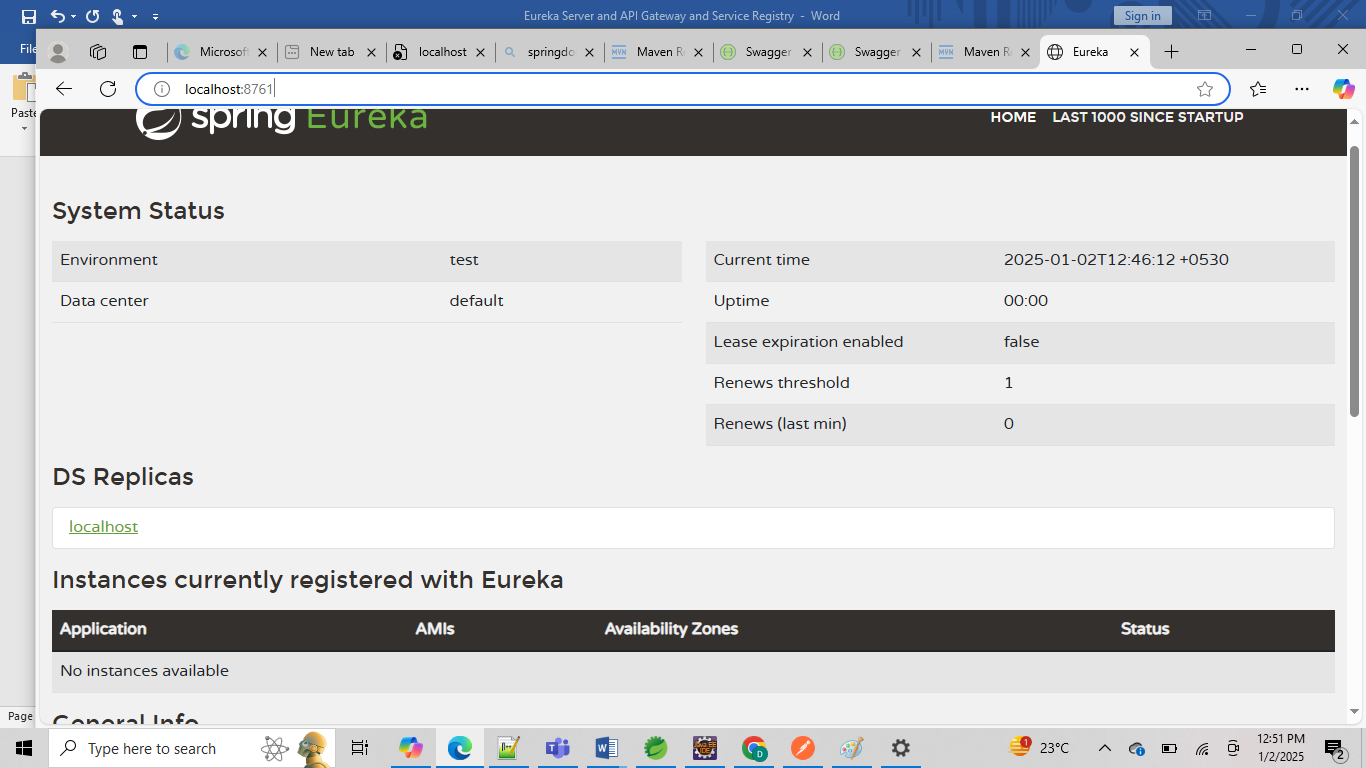 Eureka Server and API Gateway and Service Registry - Word
Sign in
File
Microsof
New tab
localhost
springdo
Maven R
Swagger
Swagger
Maven R
Eureka
Paste
localhost:8761
spring Eureka
HOME
LAST 1000 SINCE STARTUP
System Status
Environment test
Data center default
Current time 2025-01-02T12:46:12 +0530
Uptime 00:00
Lease expiration enabled false
Renews threshold 1
Renews (last min) 0
DS Replicas
localhost
Instances currently registered with Eureka
Application AMIs Availability Zones Status
No instances available
General Info
Page
Type here to search
23°C
12:51 PM
1/2/2025
2